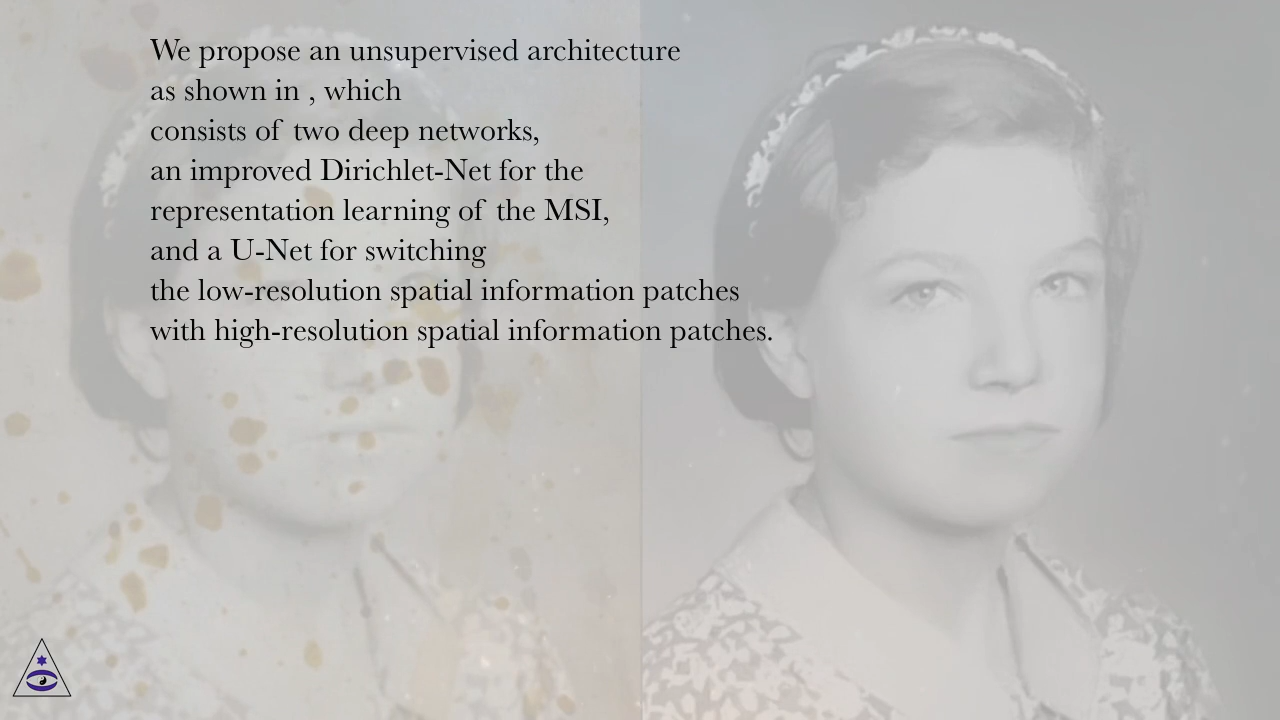 We propose an unsupervised architecture
as shown in , which
consists of two deep networks,
an improved Dirichlet-Net for the
representation learning of the MSI,
and a U-Net for switching
the low-resolution spatial information patches
with high-resolution spatial information patches.